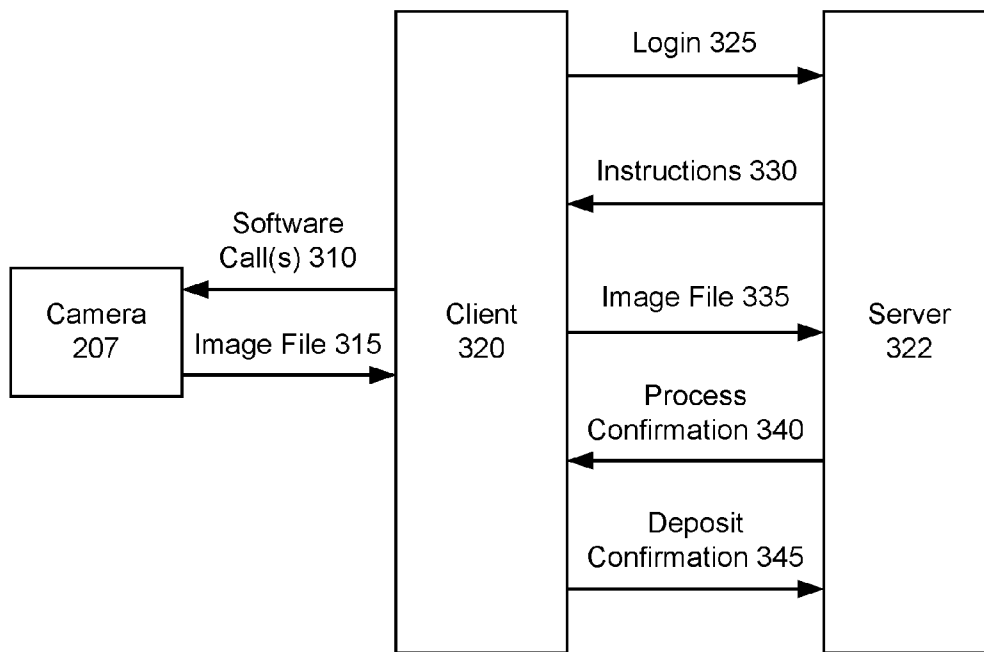 Login 325
Instructions 330
Software
Call(s) 310
Camera
207
Image File 315
Client
320
Image File 335
Server
322
Process
Confirmation 340
Deposit
Confirmation 345